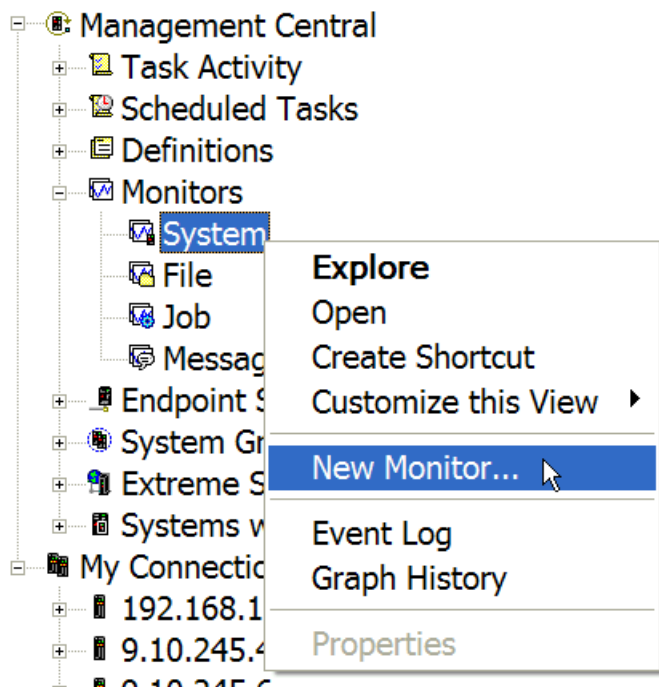 Management Central
Task Activity
Scheduled Tasks
Definitions
Monitors
System
File
Job
Messag
Endpoint S
System Gr
Extreme S
Systems w
My Connectio
192.168.1
9.10.245.4
Explore
Open
Create Shortcut
Customize this View
New Monitor...
Event Log
Graph History
Properties